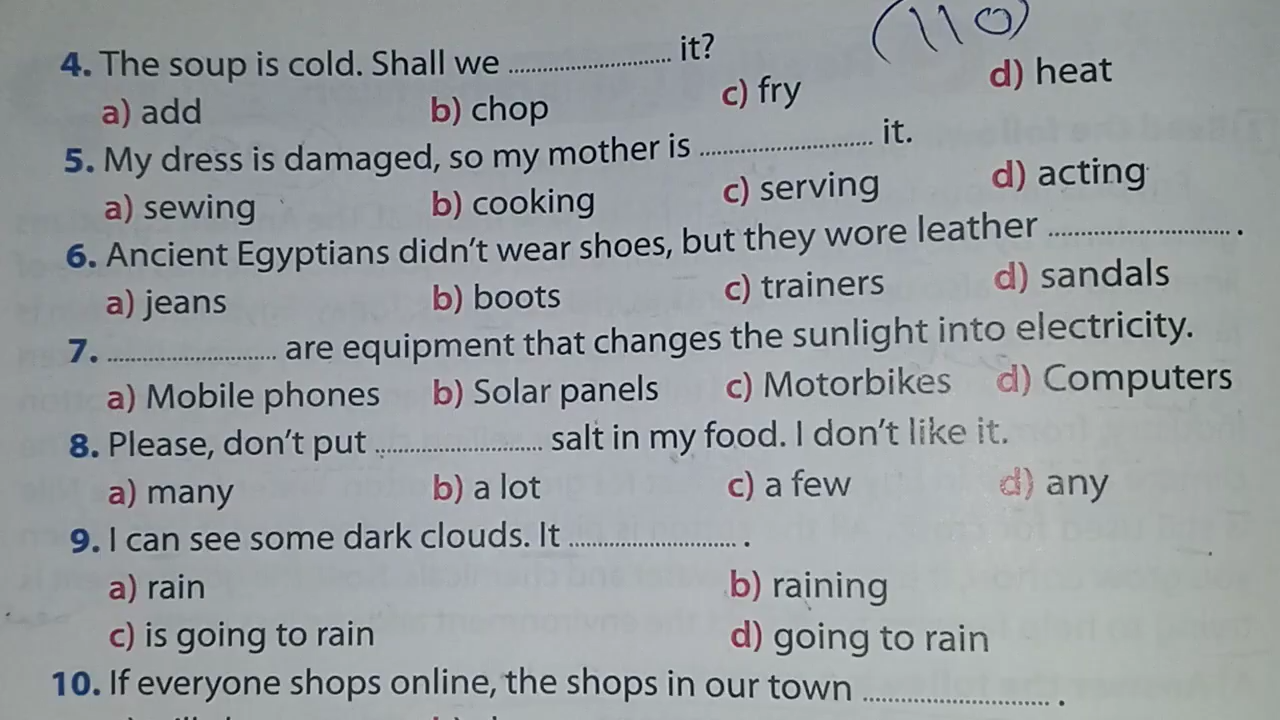 (110)
4. The soup is cold. Shall we ........................ it?
a) add b) chop c) fry d) heat
5. My dress is damaged, so my mother is ........................ it.
a) sewing b) cooking c) serving d) acting
6. Ancient Egyptians didn't wear shoes, but they wore leather ........................ .
a) jeans b) boots c) trainers d) sandals
7. ........................ are equipment that changes the sunlight into electricity.
a) Mobile phones b) Solar panels c) Motorbikes d) Computers
8. Please, don't put ........................ salt in my food. I don't like it.
a) many b) a lot c) a few d) any
9. I can see some dark clouds. It ........................ .
a) rain b) raining
c) is going to rain d) going to rain
10. If everyone shops online, the shops in our town ........................ .